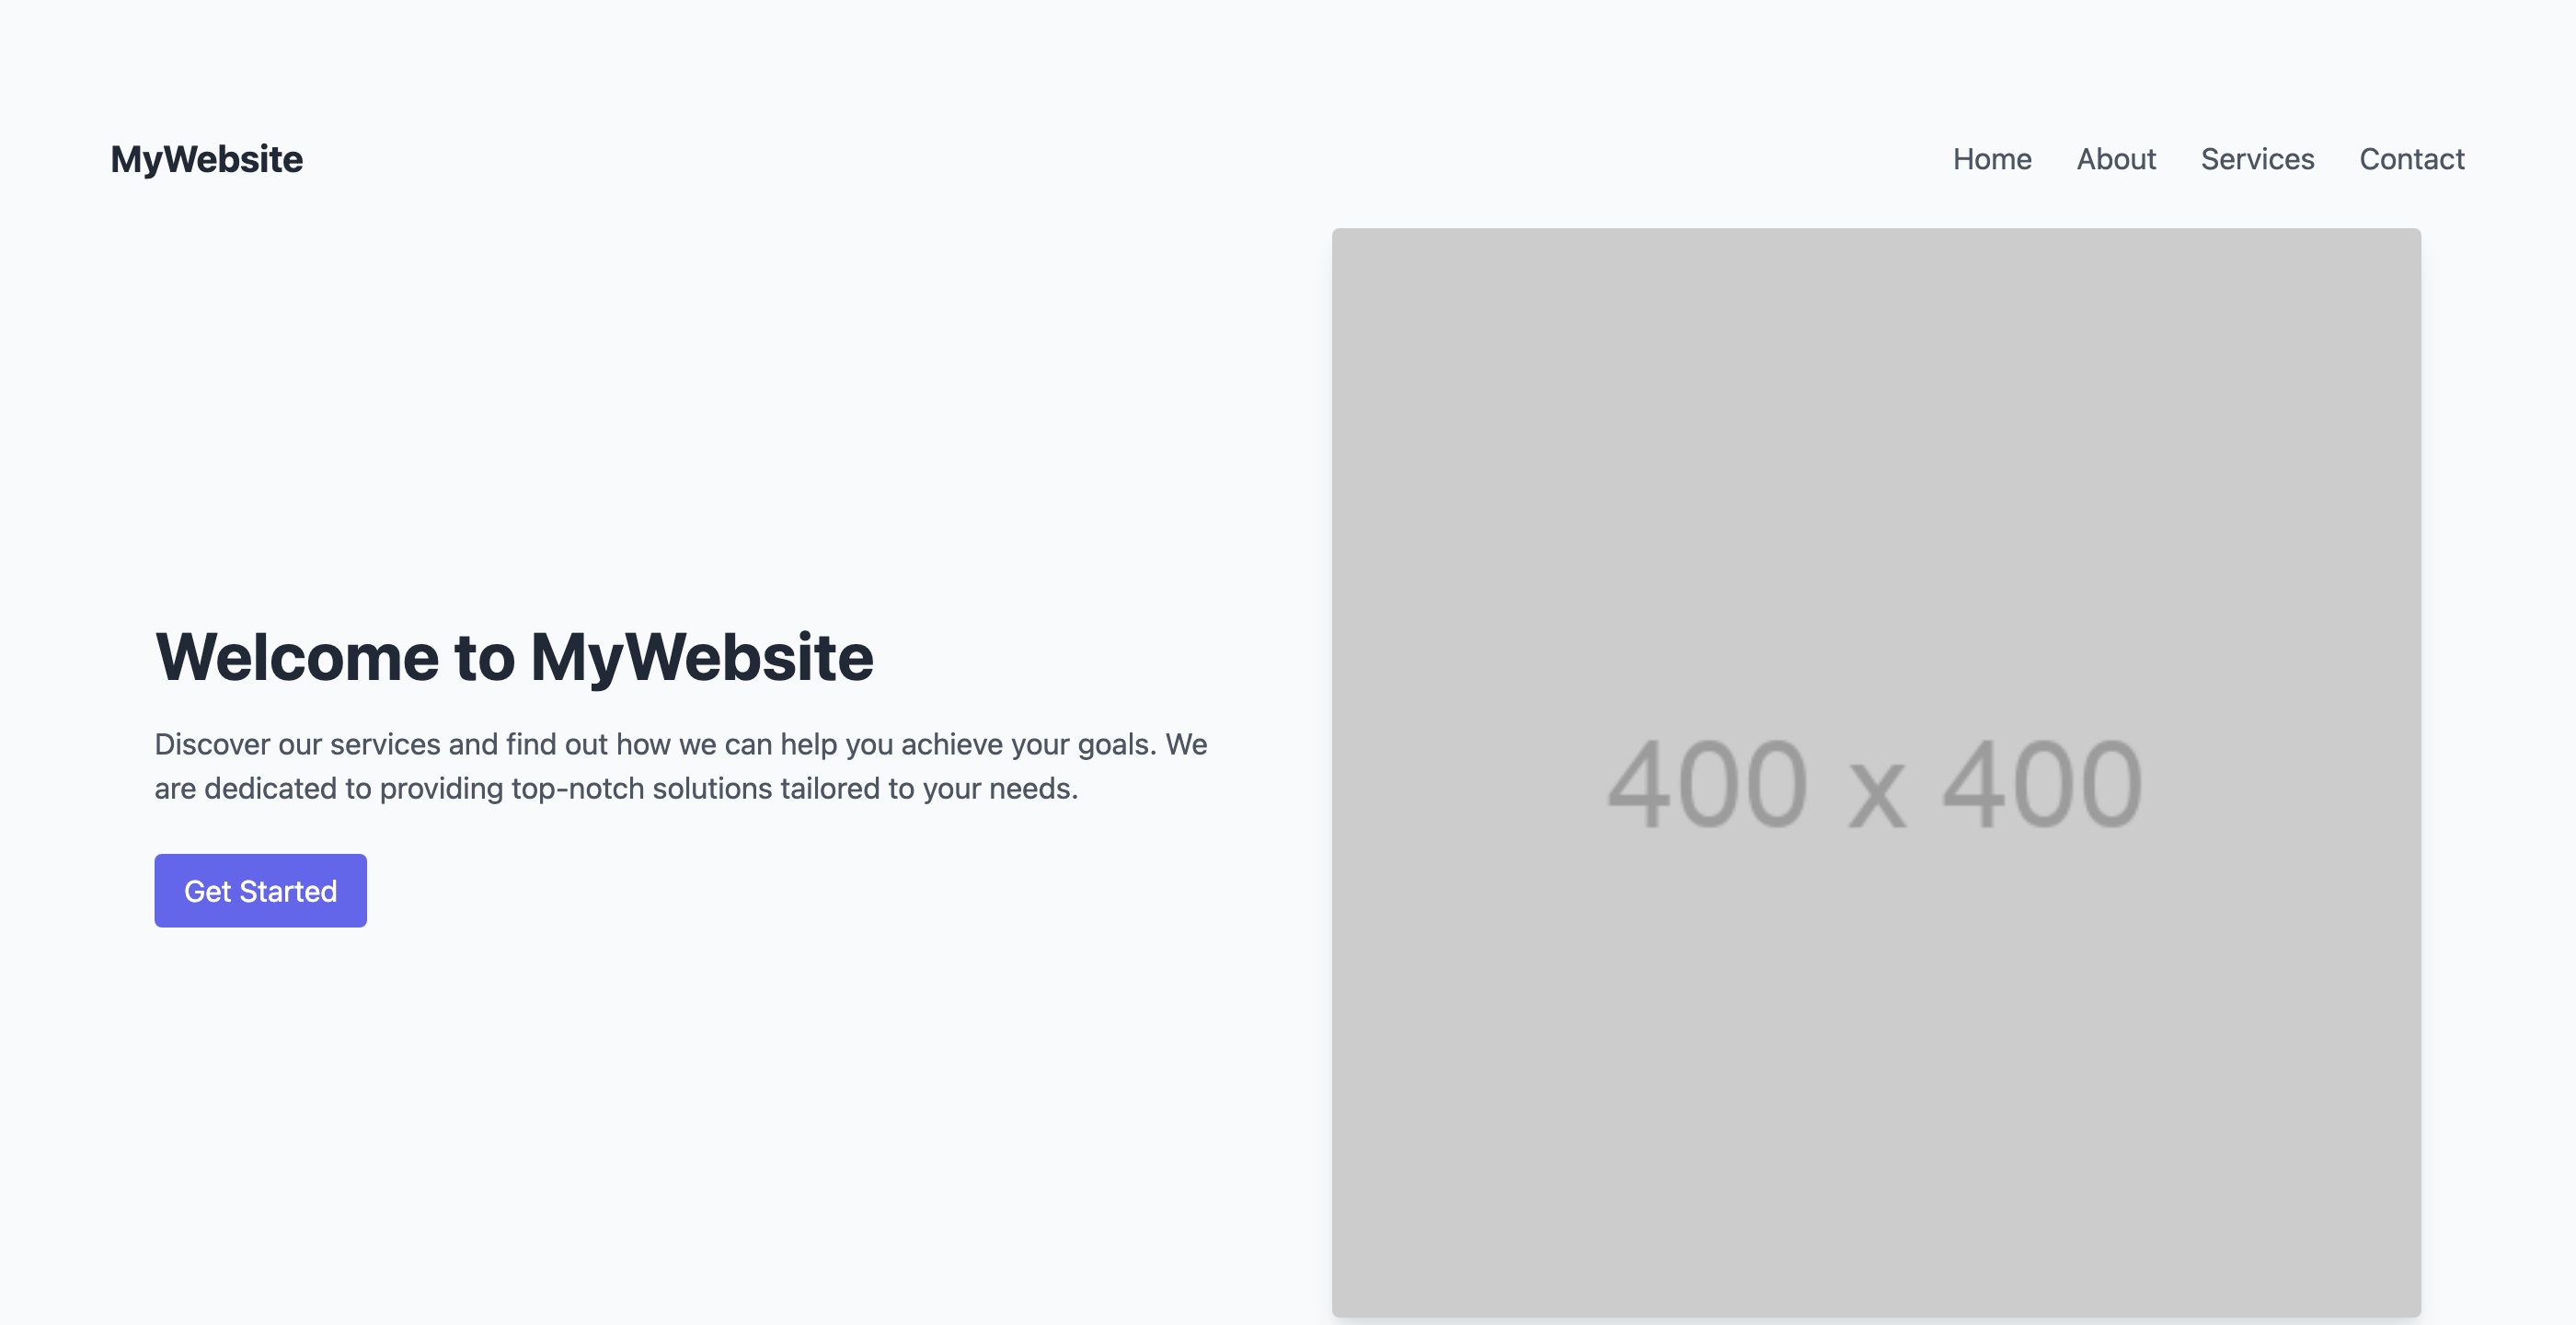 MyWebsite
Home About Services Contact
Welcome to MyWebsite
Discover our services and find out how we can help you achieve your goals. We
are dedicated to providing top-notch solutions tailored to your needs.
Get Started
400 x 400